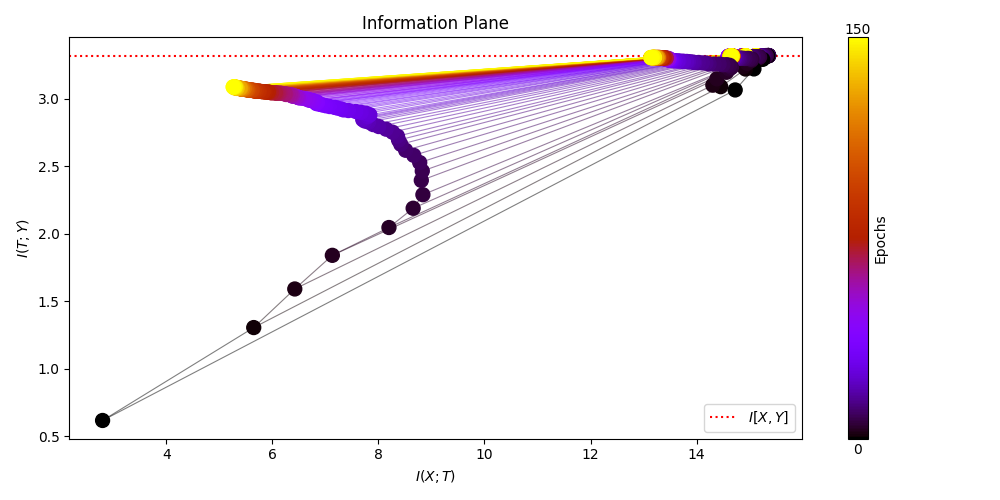 Information Plane
150
3.0
2.5
2.0
1.5
1.0
0.5
I(T; Y)
4
6
8
10
12
14
I(X; T)
I[X, Y]
Epochs
0